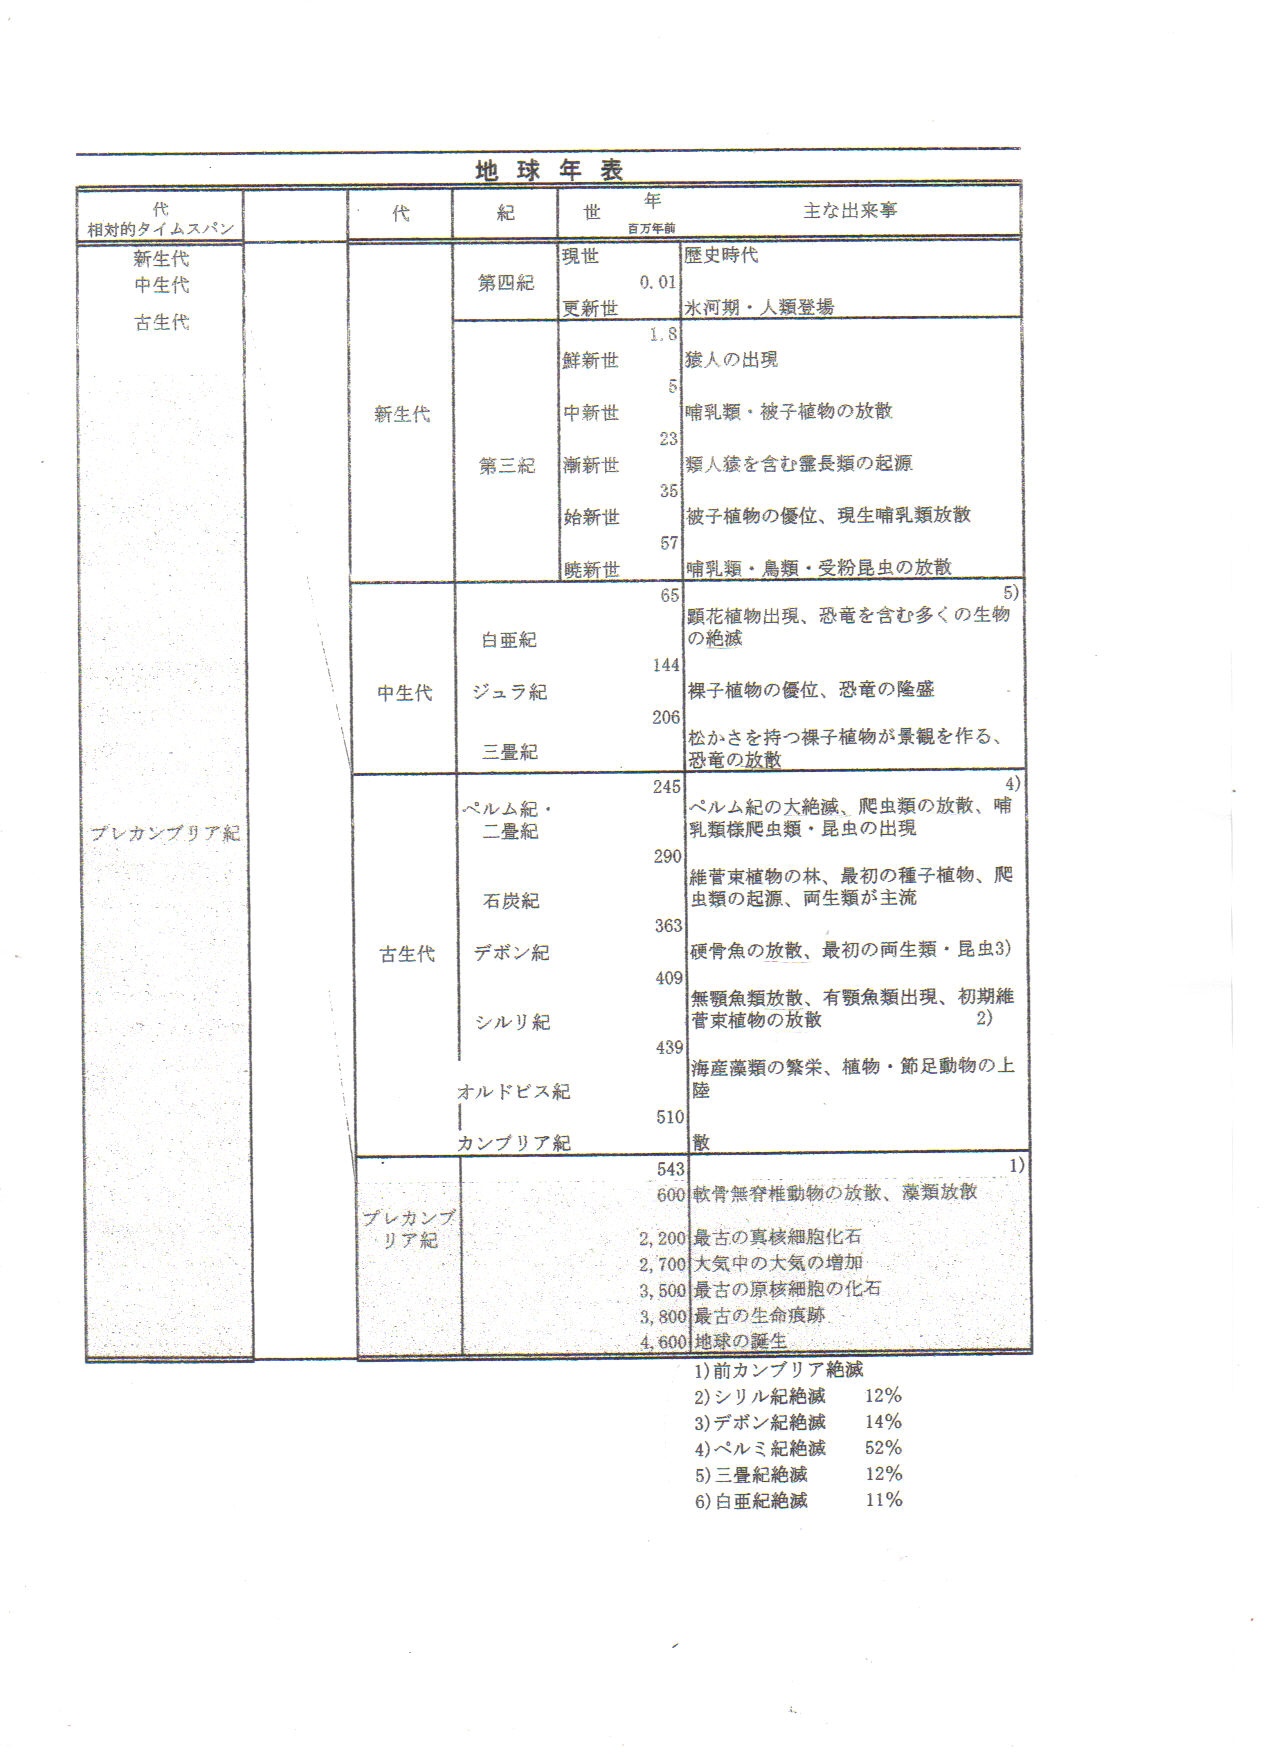 地球年表
代
相対的タイムスパン
代
紀
世
年
百万年前
主な出来事
新生代
中生代
古生代
プレカンブリア紀
新生代
第四紀
現世
歴史時代
0.01
更新世
氷河期・人類登場
1.8
第三紀
鮮新世
猿人の出現
5
中新世
哺乳類・被子植物の放散
23
漸新世
類人猿を含む霊長類の起源
35
始新世
被子植物の優位、現生哺乳類放散
57
暁新世
哺乳類・鳥類・受粉昆虫の放散
中生代
65
5)
白亜紀
顕花植物出現、恐竜を含む多くの生物
の絶滅
144
ジュラ紀
裸子植物の優位、恐竜の隆盛
206
三畳紀
松かさを持つ裸子植物が景観を作る、
恐竜の放散
古生代
245
4)
ペルム紀・
二畳紀
ペルム紀の大絶滅、爬虫類の放散、哺
乳類様爬虫類・昆虫の出現
290
石炭紀
維菅束植物の林、最初の種子植物、爬
虫類の起源、両生類が主流
363
デボン紀
硬骨魚の放散、最初の両生類・昆虫3)
409
シルリ紀
無顎魚類放散、有顎魚類出現、初期維
菅束植物の放散 2)
439
オルドビス紀
海産藻類の繁栄、植物・節足動物の上
陸
510
カンブリア紀
散
プレカンブ
リア紀
543
1)
600 軟骨無脊椎動物の放散、藻類放散
2,200 最古の真核細胞化石
2,700 大気中の大気の増加
3,500 最古の原核細胞の化石
3,800 最古の生命痕跡
4,600 地球の誕生
1)前カンブリア絶滅
2)シリル紀絶滅 12%
3)デボン紀絶滅 14%
4)ペルミ紀絶滅 52%
5)三畳紀絶滅 12%
6)白亜紀絶滅 11%